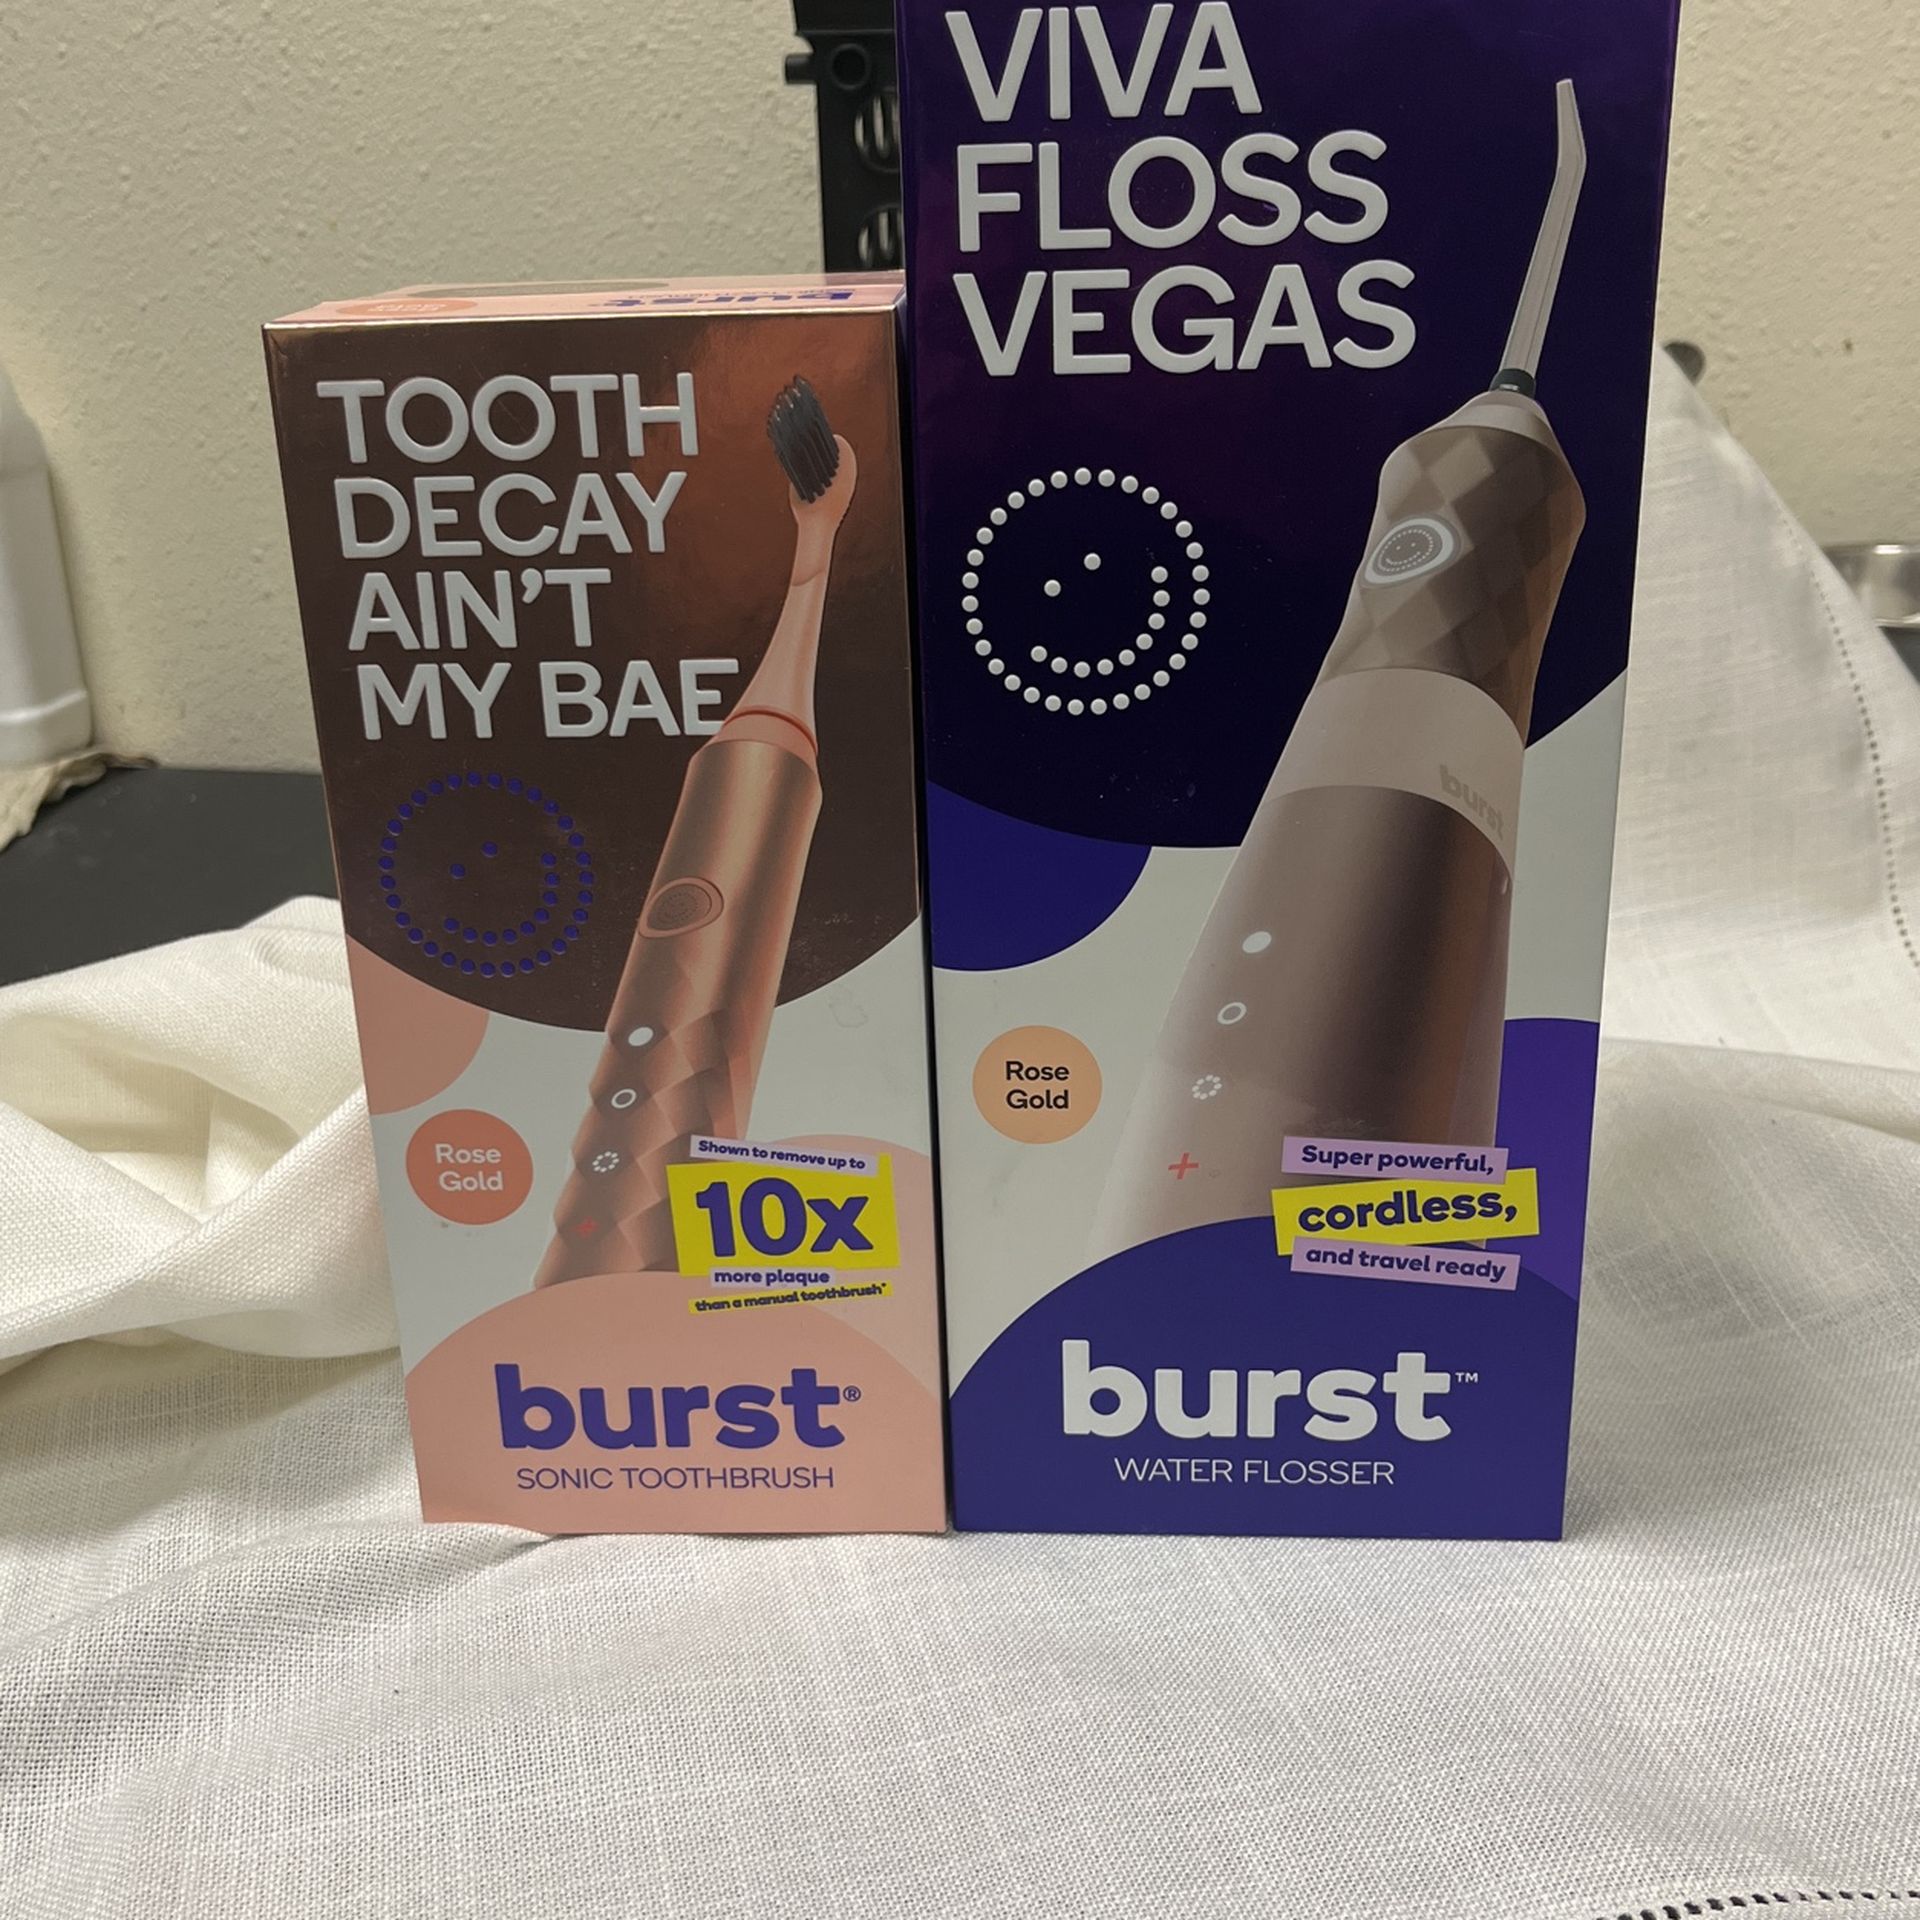 TOOTH
DECAY
AIN'T
MY BAE
Rose
Gold
Shown to remove up to
10x
more plaque
than a manual toothbrush*
burst®
SONIC TOOTHBRUSH
burst
VIVA
FLOSS
VEGAS
burst
Rose
Gold
Super powerful,
cordless,
and travel ready
burst™
WATER FLOSSER